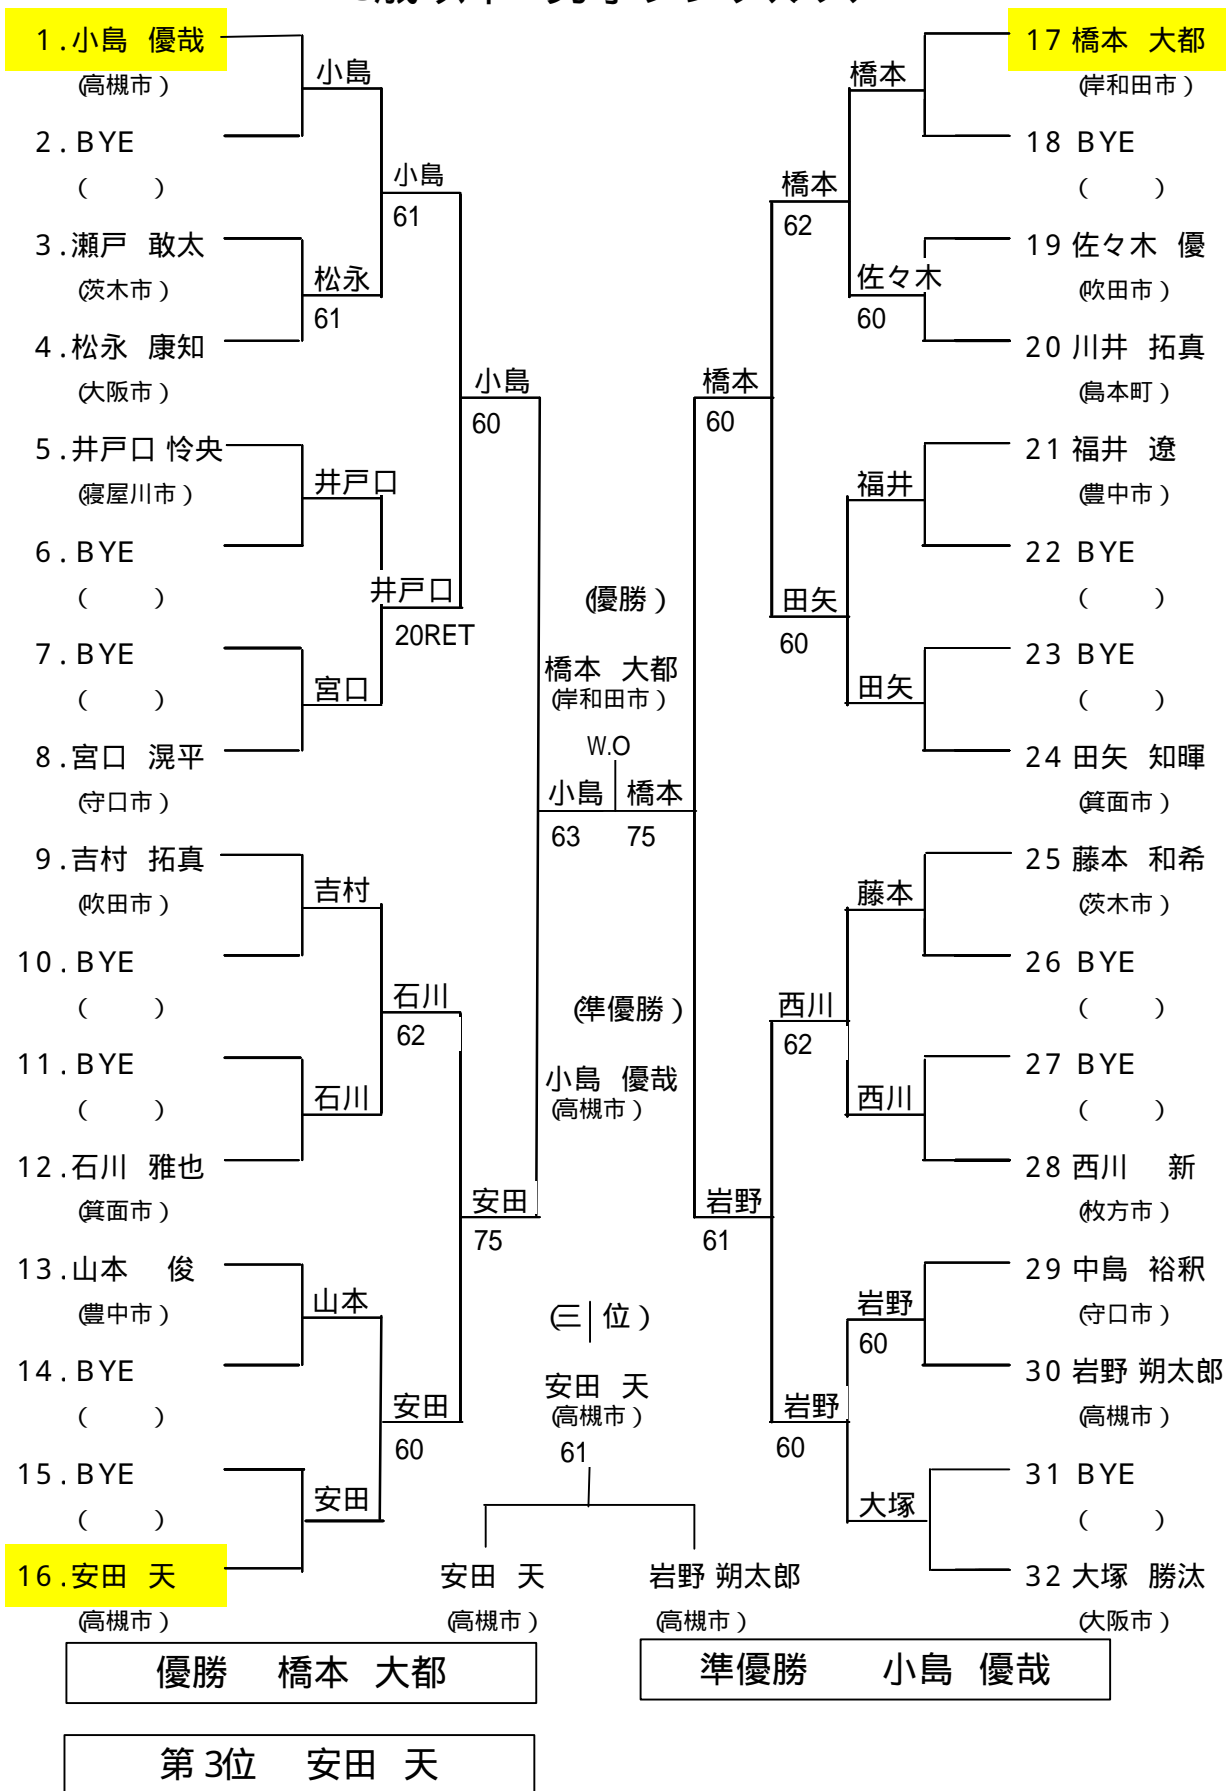 1.小島 優哉
(高槻市)
2.BYE
( )
3.瀬戸 敢太
(茨木市)
4.松永 康知
(大阪市)
5.井戸口 怜央
(寝屋川市)
6.BYE
( )
7.BYE
( )
8.宮口 滉平
(守口市)
9.吉村 拓真
(吹田市)
10.BYE
( )
11.BYE
( )
12.石川 雅也
(箕面市)
13.山本 俊
(豊中市)
14.BYE
( )
15.BYE
( )
16.安田 天
(高槻市)
小島
松永
61
井戸口
宮口
吉村
石川
山本
安田
小島
61
井戸口
20RET
石川
62
安田
60
小島
60
安田
75
(優勝)
橋本 大都
(岸和田市)
W.O
小島 橋本
63 75
(準優勝)
小島 優哉
(高槻市)
(三位)
安田 天
(高槻市)
61
安田 天 岩野 朔太郎
(高槻市) (高槻市)
橋本
60
岩野
61
橋本
62
田矢
60
西川
62
岩野
60
橋本
佐々木
60
福井
田矢
藤本
西川
岩野
60
大塚
17 橋本 大都
(岸和田市)
18 BYE
( )
19 佐々木 優
(吹田市)
20 川井 拓真
(島本町)
21 福井 遼
(豊中市)
22 BYE
( )
23 BYE
( )
24 田矢 知暉
(箕面市)
25 藤本 和希
(茨木市)
26 BYE
( )
27 BYE
( )
28 西川 新
(枚方市)
29 中島 裕釈
(守口市)
30 岩野 朔太郎
(高槻市)
31 BYE
( )
32 大塚 勝汰
(大阪市)
優勝 橋本 大都
準優勝 小島 優哉
第3位 安田 天